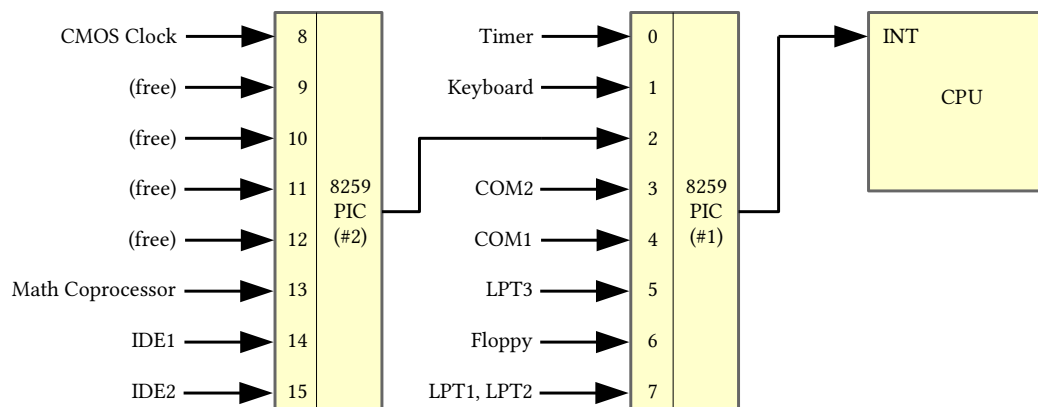 CMOS Clock 8
(free) 9
(free) 10
(free) 11
(free) 12
Math Coprocessor 13
IDE1 14
IDE2 15
8259
PIC
(#2)
Timer 0
Keyboard 1
2
COM2 3
COM1 4
LPT3 5
Floppy 6
LPT1, LPT2 7
8259
PIC
(#1)
INT
CPU